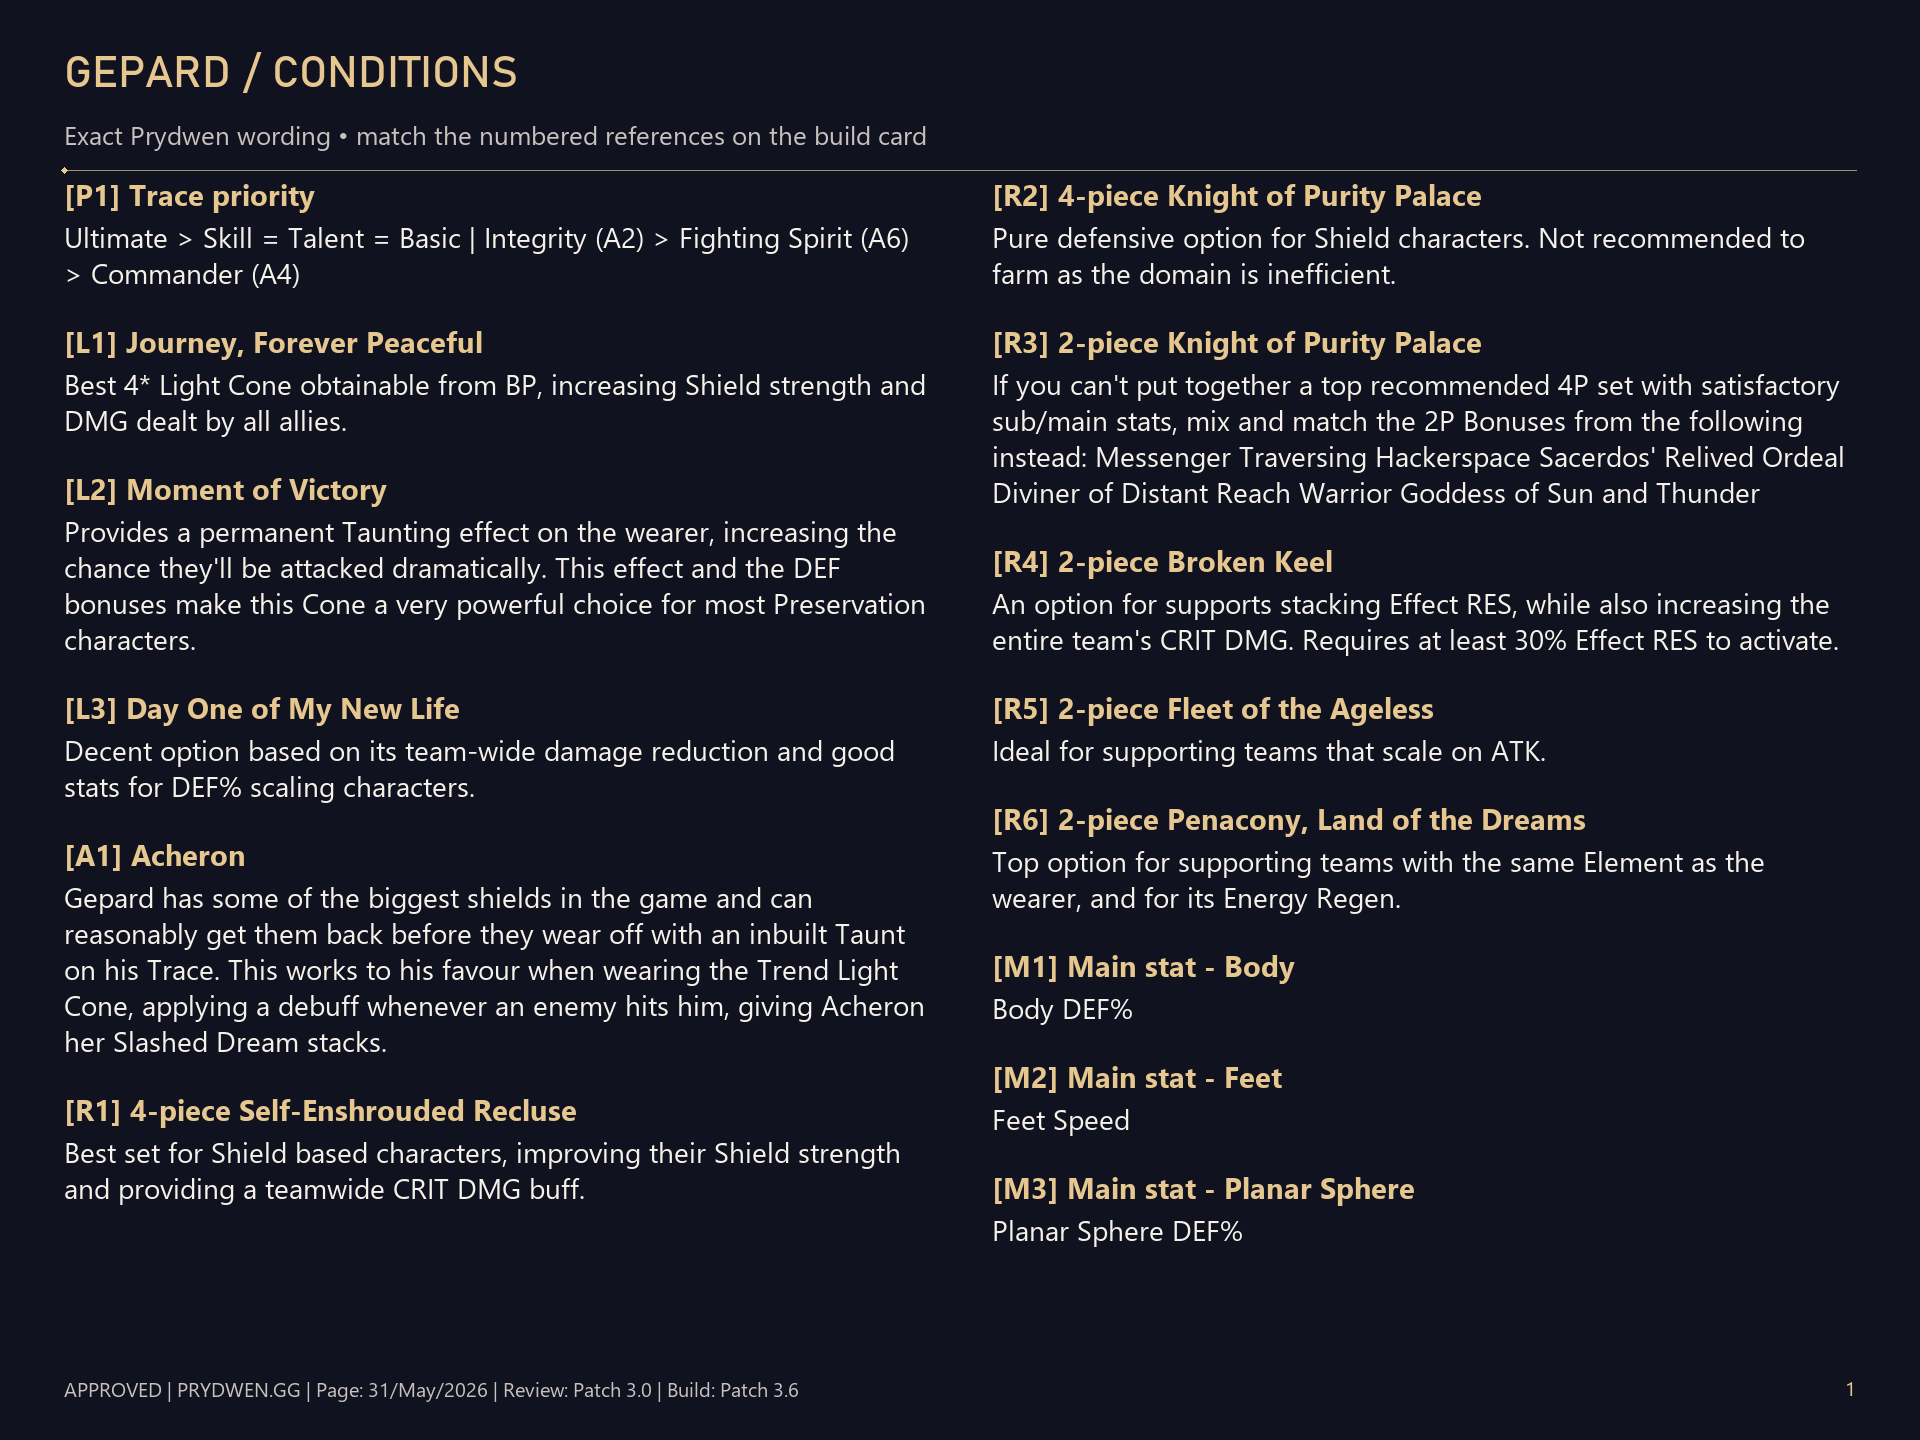 GEPARD / CONDITIONS
Exact Prydwen wording • match the numbered references on the build card
[P1] Trace priority
Ultimate > Skill = Talent = Basic | Integrity (A2) > Fighting Spirit (A6)
> Commander (A4)
[L1] Journey, Forever Peaceful
Best 4* Light Cone obtainable from BP, increasing Shield strength and
DMG dealt by all allies.
[L2] Moment of Victory
Provides a permanent Taunting effect on the wearer, increasing the
chance they'll be attacked dramatically. This effect and the DEF
bonuses make this Cone a very powerful choice for most Preservation
characters.
[L3] Day One of My New Life
Decent option based on its team-wide damage reduction and good
stats for DEF% scaling characters.
[A1] Acheron
Gepard has some of the biggest shields in the game and can
reasonably get them back before they wear off with an inbuilt Taunt
on his Trace. This works to his favour when wearing the Trend Light
Cone, applying a debuff whenever an enemy hits him, giving Acheron
her Slashed Dream stacks.
[R1] 4-piece Self-Enshrouded Recluse
Best set for Shield based characters, improving their Shield strength
and providing a teamwide CRIT DMG buff.
[R2] 4-piece Knight of Purity Palace
Pure defensive option for Shield characters. Not recommended to
farm as the domain is inefficient.
[R3] 2-piece Knight of Purity Palace
If you can't put together a top recommended 4P set with satisfactory
sub/main stats, mix and match the 2P Bonuses from the following
instead: Messenger Traversing Hackerspace Sacerdos' Relived Ordeal
Diviner of Distant Reach Warrior Goddess of Sun and Thunder
[R4] 2-piece Broken Keel
An option for supports stacking Effect RES, while also increasing the
entire team's CRIT DMG. Requires at least 30% Effect RES to activate.
[R5] 2-piece Fleet of the Ageless
Ideal for supporting teams that scale on ATK.
[R6] 2-piece Penacony, Land of the Dreams
Top option for supporting teams with the same Element as the
wearer, and for its Energy Regen.
[M1] Main stat - Body
Body DEF%
[M2] Main stat - Feet
Feet Speed
[M3] Main stat - Planar Sphere
Planar Sphere DEF%
APPROVED | PRYDWEN.GG | Page: 31/May/2026 | Review: Patch 3.0 | Build: Patch 3.6
1